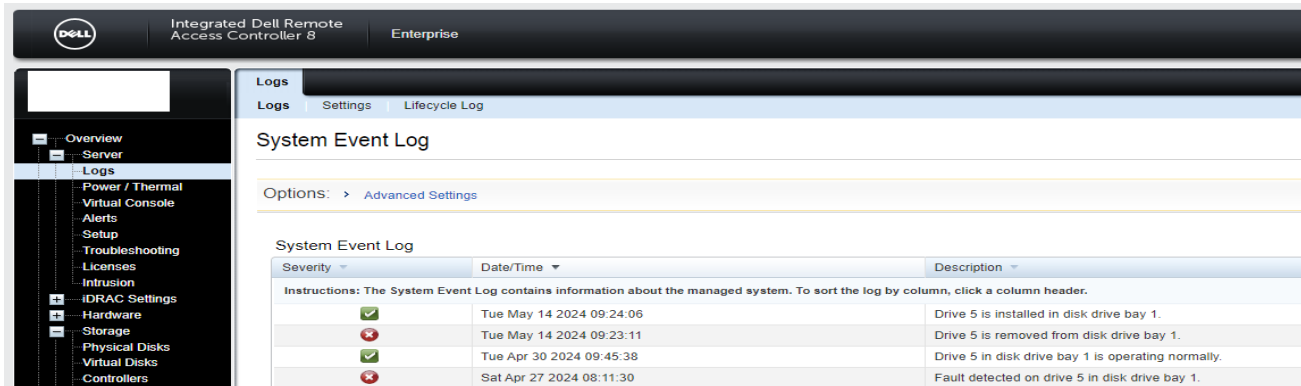 DELL
Integrated Dell Remote
Access Controller 8
Enterprise
Logs
Logs Settings Lifecycle Log
System Event Log
Options: › Advanced Settings
Overview
Server
Logs
Power / Thermal
Virtual Console
Alerts
Setup
Troubleshooting
Licenses
Intrusion
iDRAC Settings
Hardware
Storage
Physical Disks
Virtual Disks
Controllers
System Event Log
Severity Date/Time Description
Instructions: The System Event Log contains information about the managed system. To sort the log by column, click a column header.
Tue May 14 2024 09:24:06 Drive 5 is installed in disk drive bay 1.
Tue May 14 2024 09:23:11 Drive 5 is removed from disk drive bay 1.
Tue Apr 30 2024 09:45:38 Drive 5 in disk drive bay 1 is operating normally.
Sat Apr 27 2024 08:11:30 Fault detected on drive 5 in disk drive bay 1.